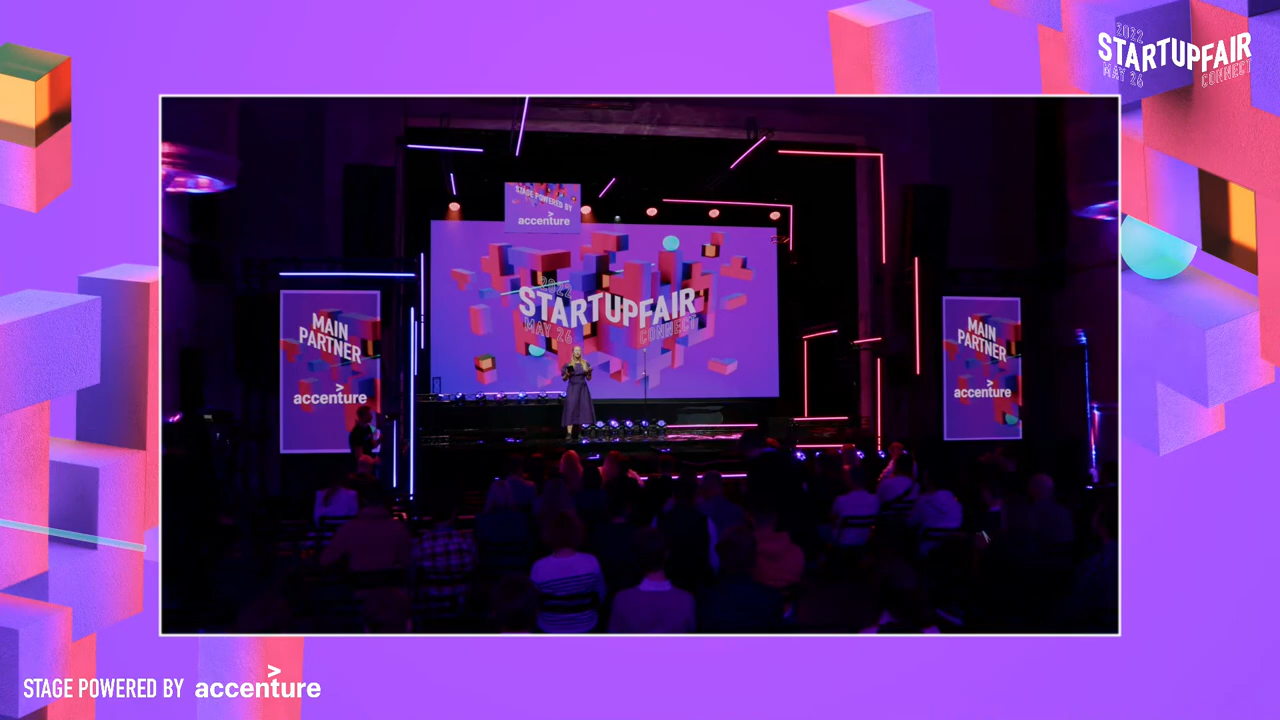 2022
STARTUPFAIR
MAY 26
CONNECT
STAGE POWERED BY
accenture
2022
STARTUPFAIR
MAY 26
CONNECT
MAIN
PARTNER
accenture
MAIN
PARTNER
accenture
STAGE POWERED BY accenture